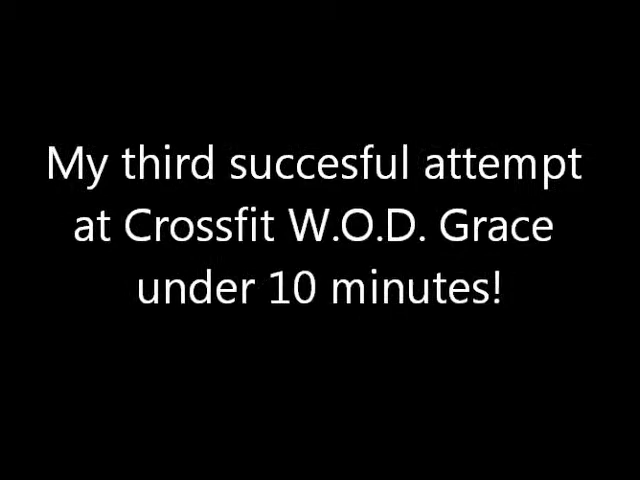 My third succesful attempt
at Crossfit W.O.D. Grace
under 10 minutes!